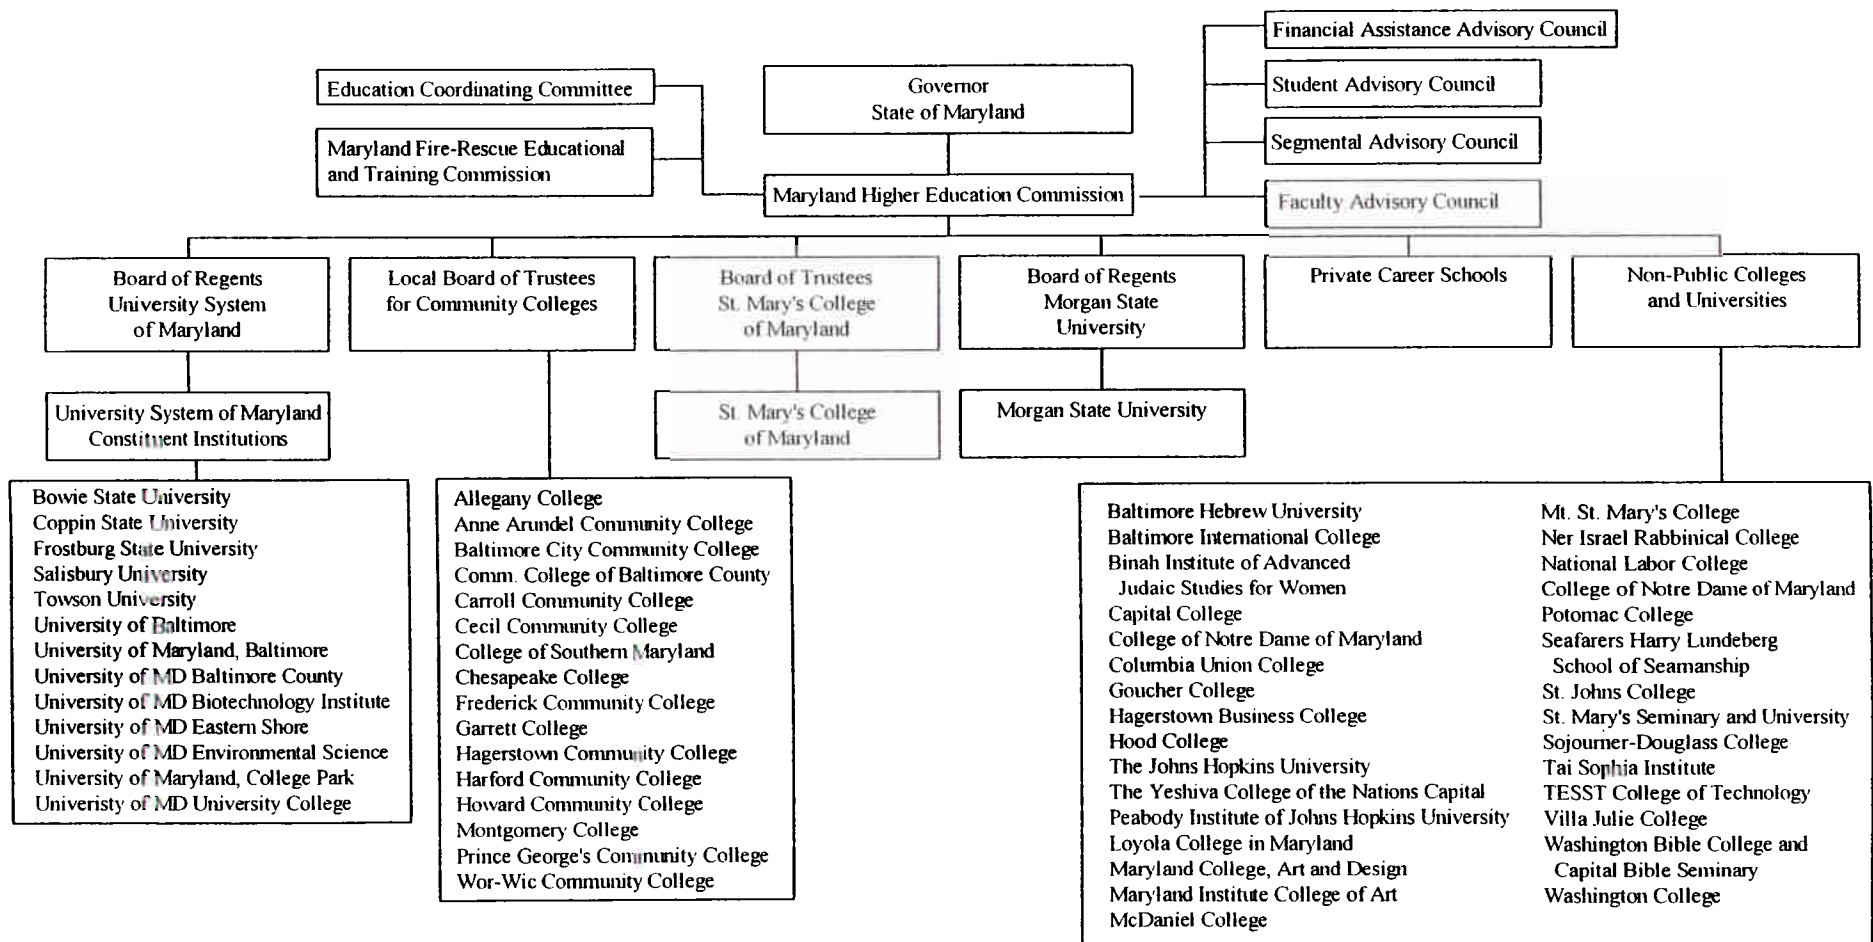 Financial Assistance Advisory Council
Education Coordinating Committee
Governor
State of Maryland
Student Advisory Council
Maryland Fire-Rescue Educational
and Training Commission
Segmental Advisory Council
Maryland Higher Education Commission
Faculty Advisory Council
Board of Regents
University System
of Maryland
Local Board of Trustees
for Community Colleges
Board of Trustees
St. Mary's College
of Maryland
Board of Regents
Morgan State
University
Private Career Schools
Non-Public Colleges
and Universities
University System of Maryland
Constituent Institutions
St. Mary's College
of Maryland
Morgan State University
Bowie State University
Coppin State University
Frostburg State University
Salisbury University
Towson University
University of Baltimore
University of Maryland, Baltimore
University of MD Baltimore County
University of MD Biotechnology Institute
University of MD Eastern Shore
University of MD Environmental Science
University of Maryland, College Park
Univeristy of MD University College
Allegany College
Anne Arundel Community College
Baltimore City Community College
Comm. College of Baltimore County
Carroll Community College
Cecil Community College
College of Southern Maryland
Chesapeake College
Frederick Community College
Garrett College
Hagerstown Community College
Harford Community College
Howard Community College
Montgomery College
Prince George's Community College
Wor-Wic Community College
Baltimore Hebrew University
Baltimore International College
Binah Institute of Advanced
Judaic Studies for Women
Capital College
College of Notre Dame of Maryland
Columbia Union College
Goucher College
Hagerstown Business College
Hood College
The Johns Hopkins University
The Yeshiva College of the Nations Capital
Peabody Institute of Johns Hopkins University
Loyola College in Maryland
Maryland College, Art and Design
Maryland Institute College of Art
McDaniel College
Mt. St. Mary's College
Ner Israel Rabbinical College
National Labor College
College of Notre Dame of Maryland
Potomac College
Seafarers Harry Lundeberg
School of Seamanship
St. Johns College
St. Mary's Seminary and University
Sojourner-Douglass College
Tai Sophia Institute
TESST College of Technology
Villa Julie College
Washington Bible College and
Capital Bible Seminary
Washington College